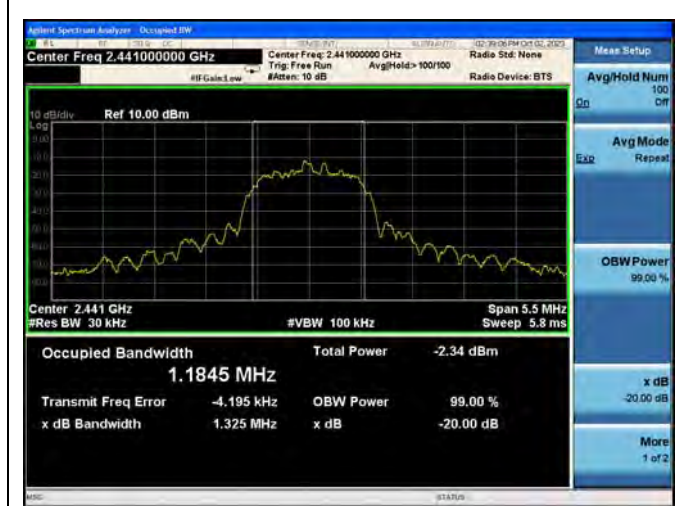 Agilent Spectrum Analyzer - Occupied BW
Center Freq 2.441000000 GHz
Center Freq: 2.441000000 GHz
Trig: Free Run Avg|Hold:> 100/100
#IFGain:Low #Atten: 10 dB
02:39:06 PM Oct 02, 2023
Radio Std: None
Radio Device: BTS
10 dB/div Ref 10.00 dBm
Log
Center 2.441 GHz Span 5.5 MHz
#Res BW 30 kHz #VBW 100 kHz Sweep 5.8 ms
Occupied Bandwidth Total Power -2.34 dBm
1.1845 MHz
Transmit Freq Error -4.195 kHz OBW Power 99.00 %
x dB Bandwidth 1.325 MHz x dB -20.00 dB
MSG STATUS
Meas Setup
Avg/Hold Num
100
On Off
Avg Mode
Exp Repeat
OBW Power
99.00 %
x dB
-20.00 dB
More
1 of 2